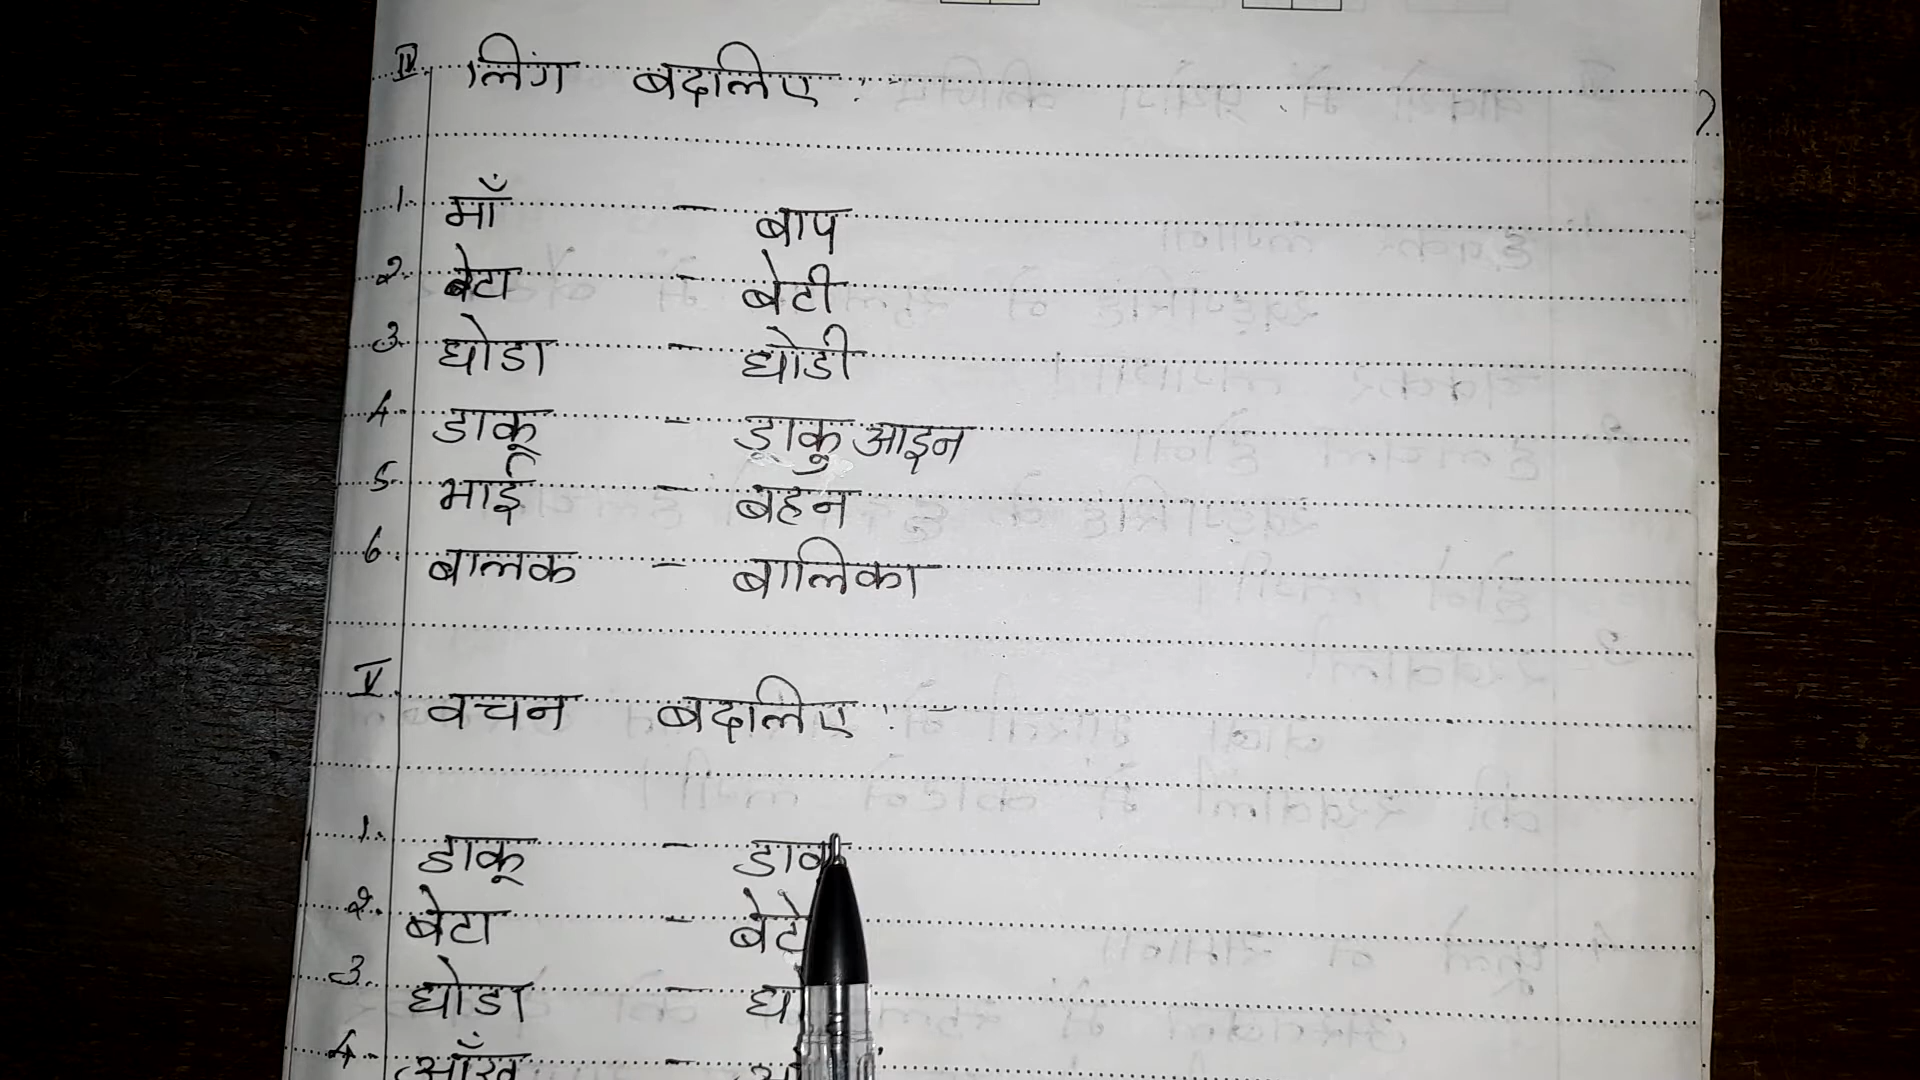 IV. लिंग बदलिए :-
1. माँ - बाप
2. बेटा - बेटी
3. घोडा - घोडी
4. डाकू - डाकुआइन
5. भाई - बहन
6. बालक - बालिका
V. वचन बदलिए :-
1. डाकू -
2. बेटा - बेटे
3. घोडा -
4. आँख -